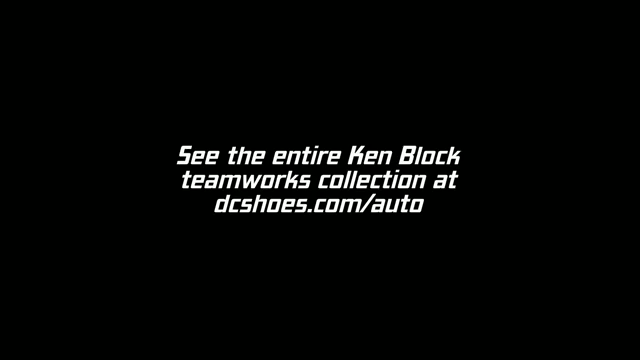 See the entire Ken Block
teamworks collection at
dcshoes.com/auto